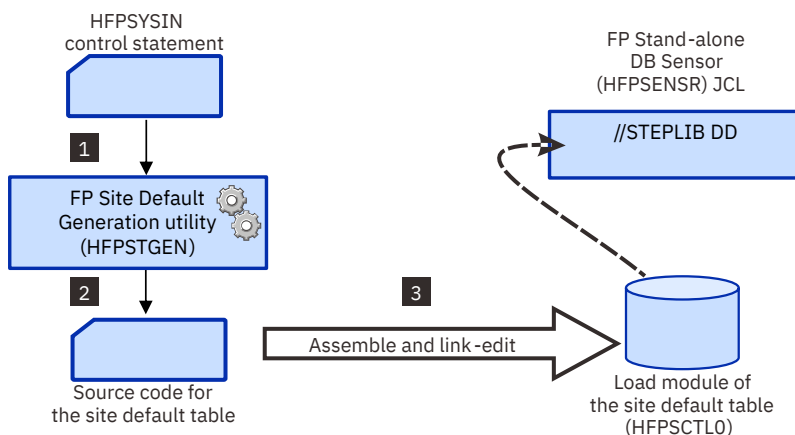 HFPSYSIN
control statement
FP Stand-alone
DB Sensor
(HFPSENSR) JCL
//STEPLIB DD
1
FP Site Default
Generation utility
(HFPSTGEN)
2
3
Assemble and link-edit
Source code for
the site default table
Load module of
the site default table
(HFPSCTL0)